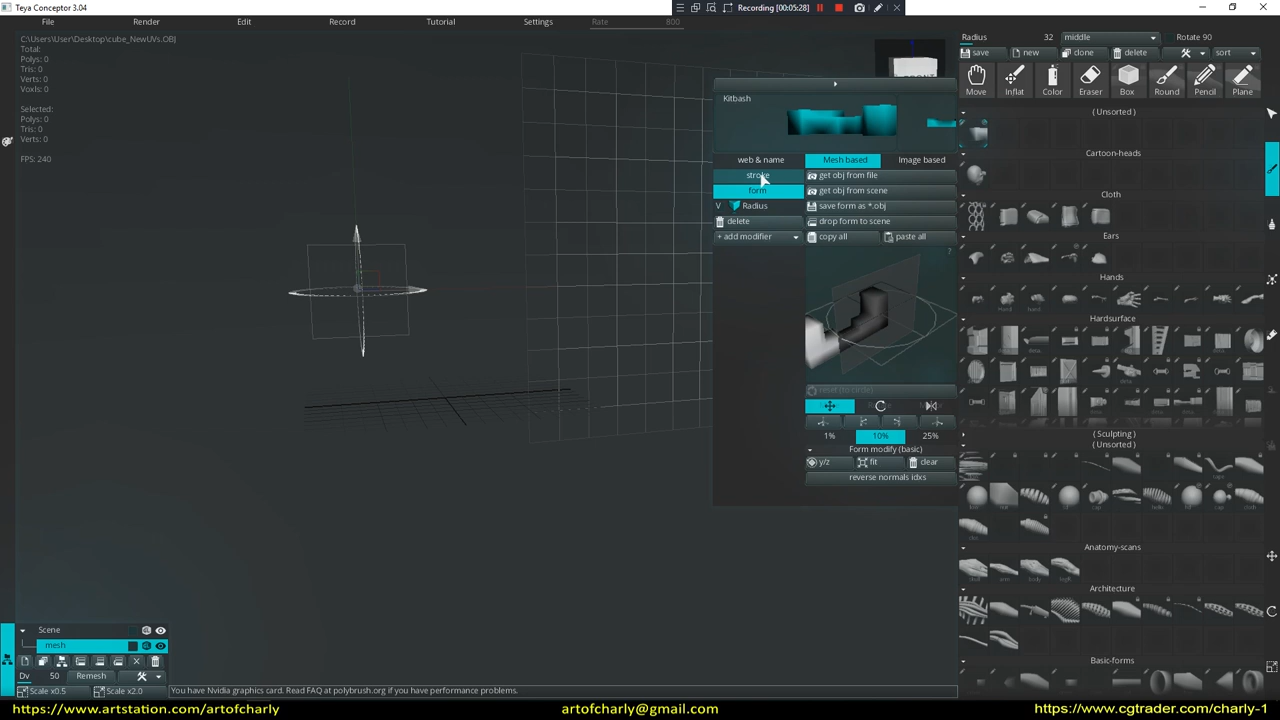 Teya Conceptor 3.04
Recording [00:05:28]
File Render Edit Record Tutorial Settings Rate 800
Radius 32 middle Rotate 90
save new clone delete sort
Move Inflat Color Eraser Box Round Pencil Plane
C:\Users\User\Desktop\cube_NewUVs.OBJ
Total:
Polys: 0
Tris: 0
Verts: 0
Voxls: 0
Selected:
Polys: 0
Tris: 0
Verts: 0
FPS: 240
Kitbash
web & name Mesh based Image based
stroke get obj from file
form get obj from scene
V Radius save form as *.obj
delete drop form to scene
+ add modifier copy all paste all
?
reset (to circle)
1% 10% 25%
Form modify (basic)
y/z fit clear
reverse normals idxs
( Unsorted )
Cartoon-heads
Cloth
Ears
Hands
Hardsurface
( Sculpting )
( Unsorted )
Anatomy-scans
Architecture
Basic-forms
Scene
mesh
Dv 50 Remesh
Scale x0.5 Scale x2.0 You have Nvidia graphics card. Read FAQ at polybrush.org if you have performance problems.
https://www.artstation.com/artofcharly artofcharly@gmail.com https://www.cgtrader.com/charly-1